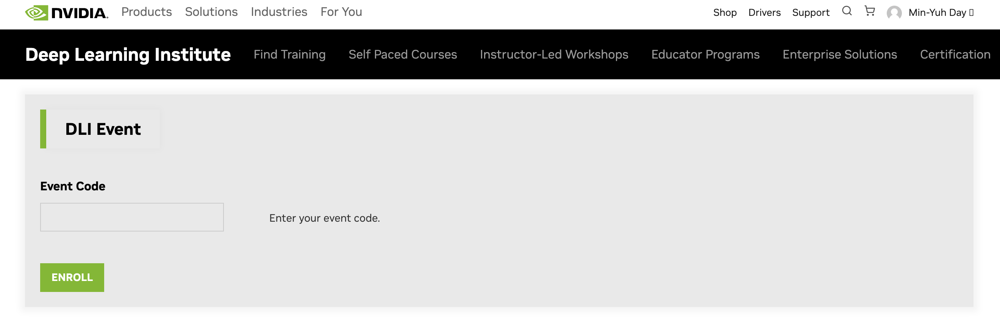 NVIDIA. Products Solutions Industries For You Shop Drivers Support Min-Yuh Day
Deep Learning Institute Find Training Self Paced Courses Instructor-Led Workshops Educator Programs Enterprise Solutions Certification
DLI Event
Event Code
Enter your event code.
ENROLL